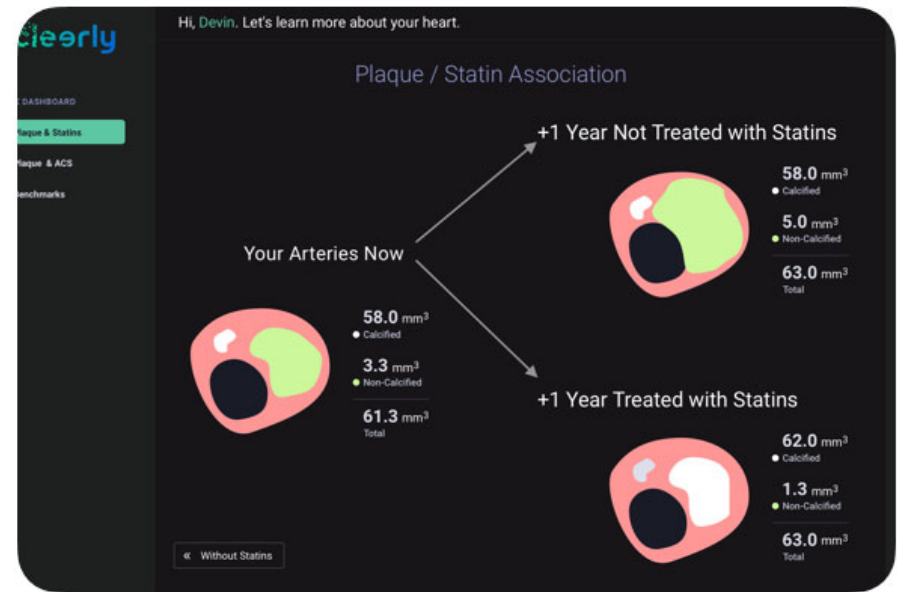 cleerly
Hi, Devin. Let's learn more about your heart.
DASHBOARD
Plaque & Statins
Plaque & ACS
Benchmarks
Plaque / Statin Association
Your Arteries Now
58.0 mm³
Calcified
3.3 mm³
Non-Calcified
61.3 mm³
Total
+1 Year Not Treated with Statins
58.0 mm³
Calcified
5.0 mm³
Non-Calcified
63.0 mm³
Total
+1 Year Treated with Statins
62.0 mm³
Calcified
1.3 mm³
Non-Calcified
63.0 mm³
Total
« Without Statins